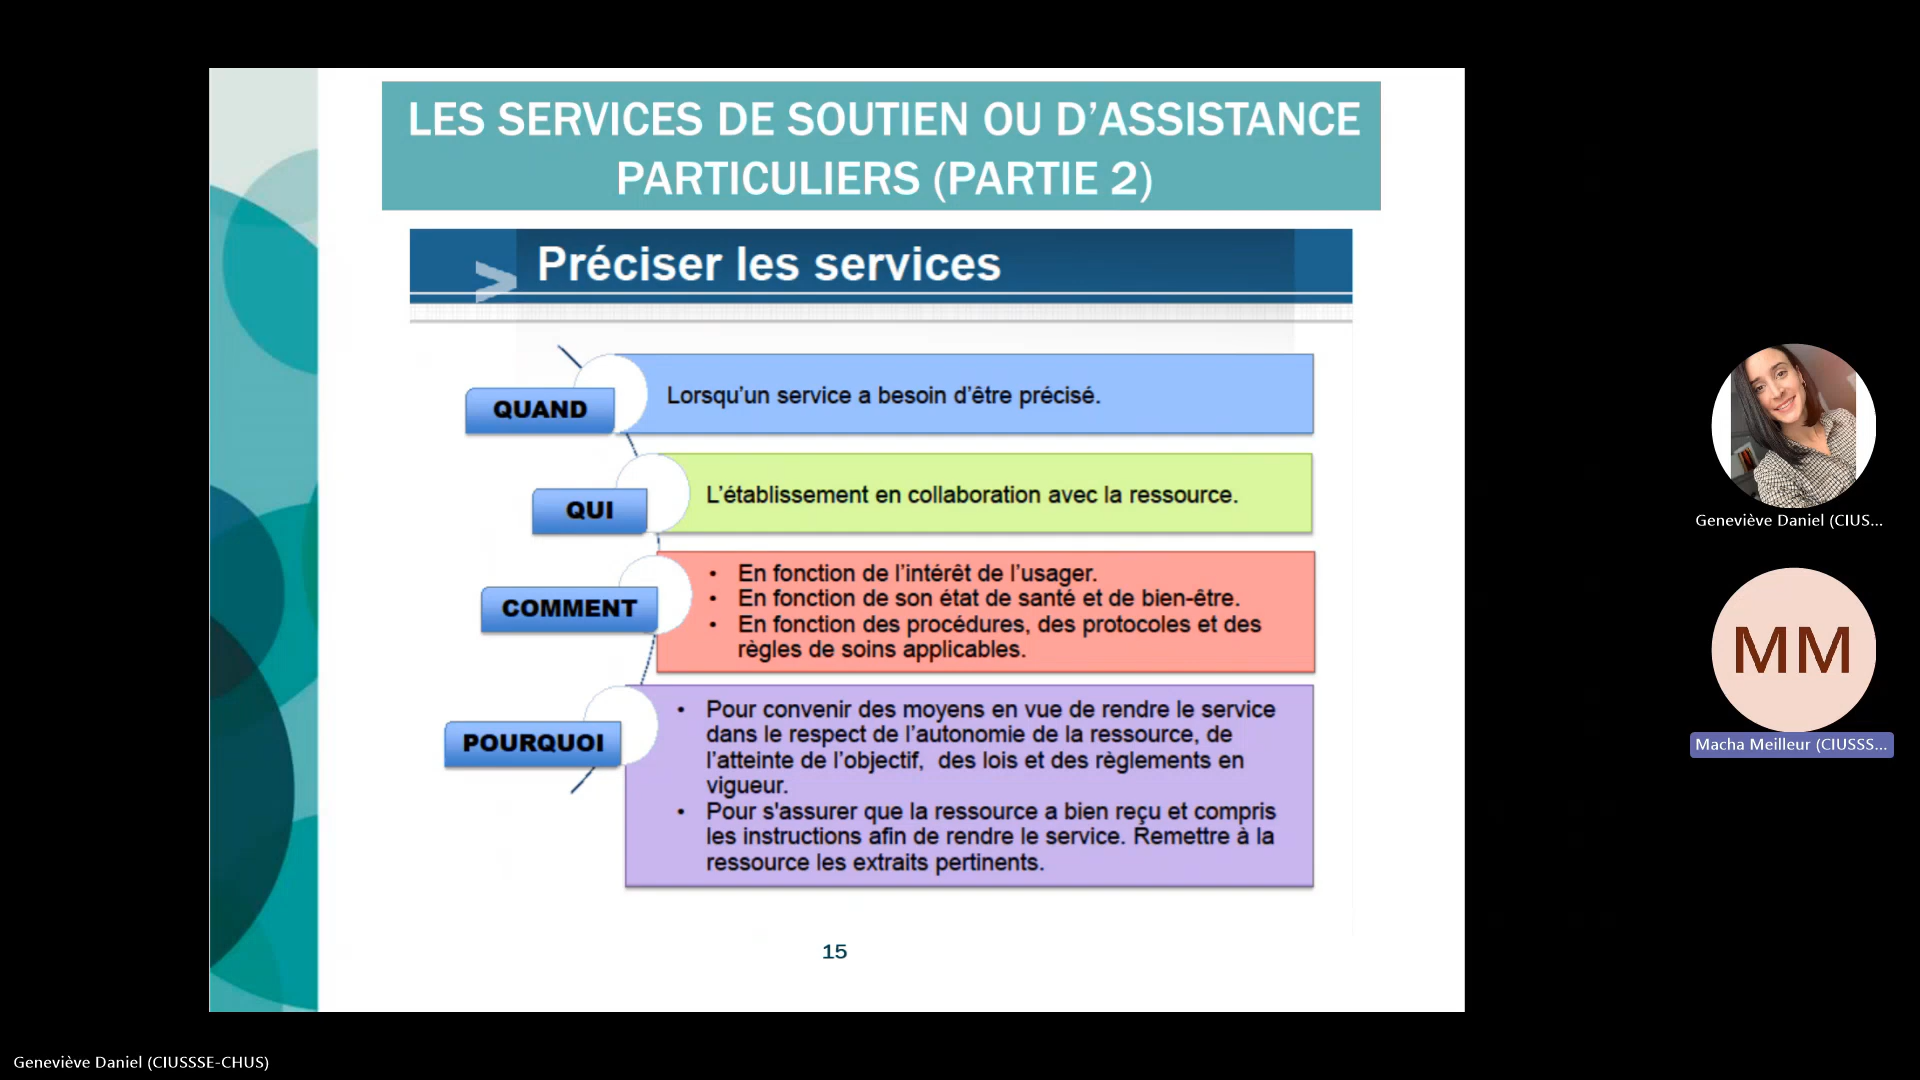 LES SERVICES DE SOUTIEN OU D’ASSISTANCE
PARTICULIERS (PARTIE 2)
> Préciser les services
QUAND
Lorsqu’un service a besoin d’être précisé.
QUI
L’établissement en collaboration avec la ressource.
COMMENT
• En fonction de l’intérêt de l’usager.
• En fonction de son état de santé et de bien-être.
• En fonction des procédures, des protocoles et des
règles de soins applicables.
POURQUOI
• Pour convenir des moyens en vue de rendre le service
dans le respect de l’autonomie de la ressource, de
l’atteinte de l’objectif, des lois et des règlements en
vigueur.
• Pour s'assurer que la ressource a bien reçu et compris
les instructions afin de rendre le service. Remettre à la
ressource les extraits pertinents.
15
Geneviève Daniel (CIUS...
MM
Macha Meilleur (CIUSSS...
Geneviève Daniel (CIUSSSE-CHUS)